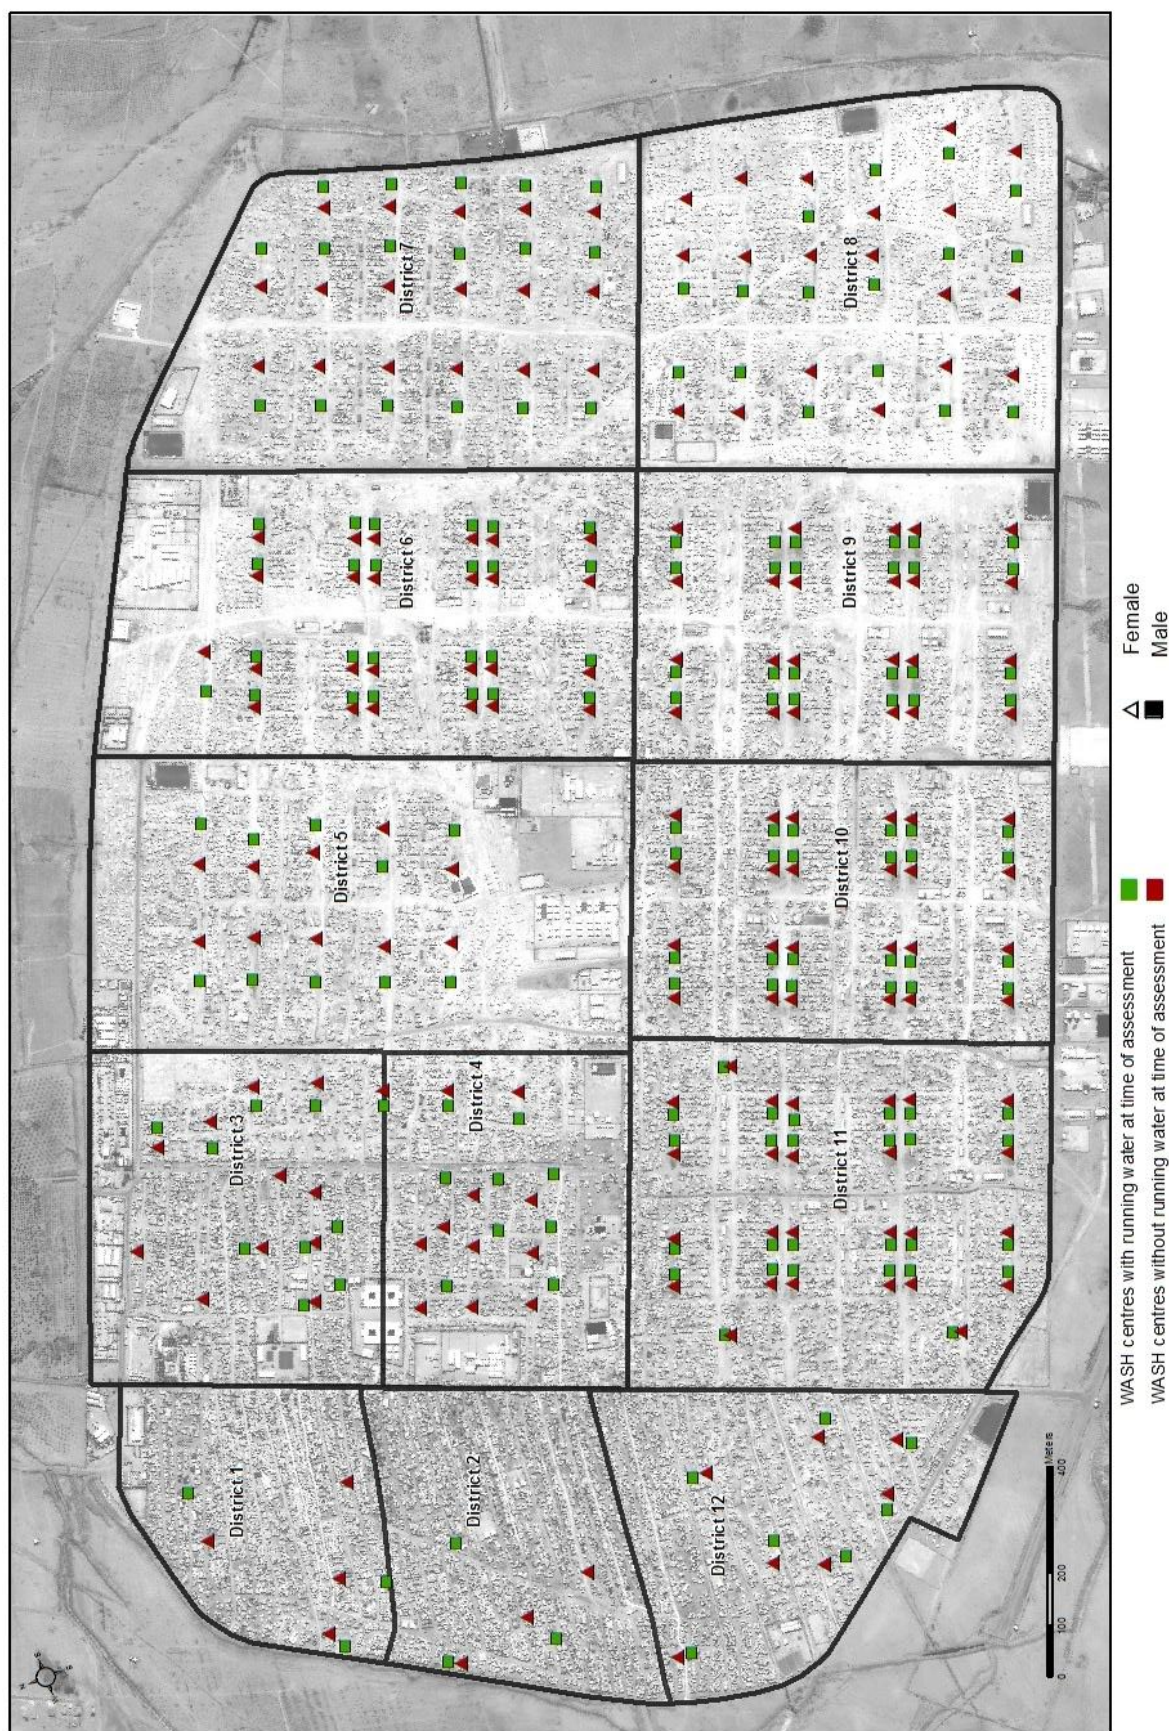 District 1
District 2
District 3
District 4
District 5
District 6
District 7
District 8
District 9
District 10
District 11
District 12
0 100 200 400
Meters
WASH centres with running water at time of assessment
WASH centres without running water at time of assessment
Female
Male